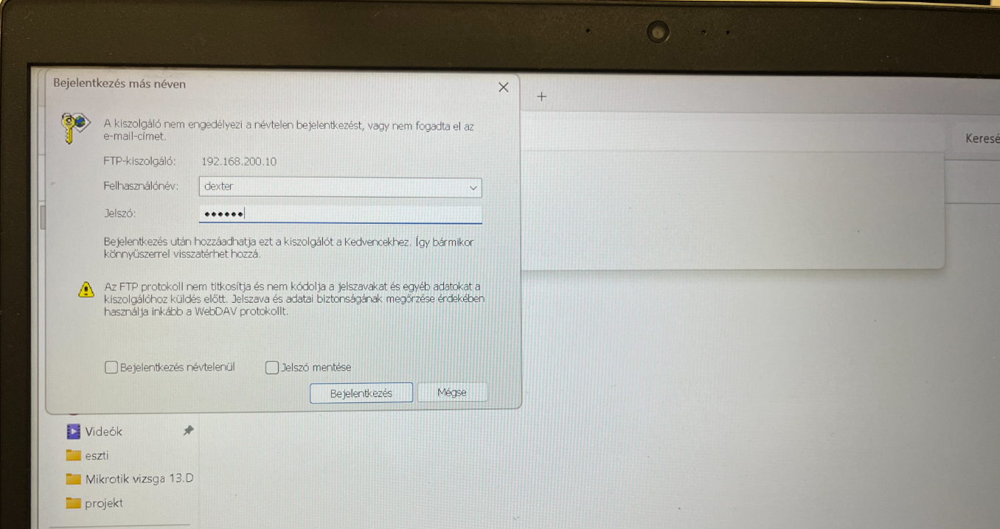 Bejelentkezés más néven
A kiszolgáló nem engedélyezi a névtelen bejelentkezést, vagy nem fogadta el az
e-mail-címet.
FTP-kiszolgáló: 192.168.200.10
Felhasználónév: dexter
Jelszó: ●●●●●●
Bejelentkezés után hozzáadhatja ezt a kiszolgálót a Kedvencekhez. Így bármikor
könnyűszerrel visszatérhet hozzá.
Az FTP protokoll nem titkosítja és nem kódolja a jelszavakat és egyéb adatokat a
kiszolgálóhoz küldés előtt. Jelszava és adatai biztonságának megőrzése érdekében
használja inkább a WebDAV protokollt.
Bejelentkezés névtelenül Jelszó mentése
Bejelentkezés Mégse
Keresé
Videók
eszti
Mikrotik vizsga 13.D
projekt